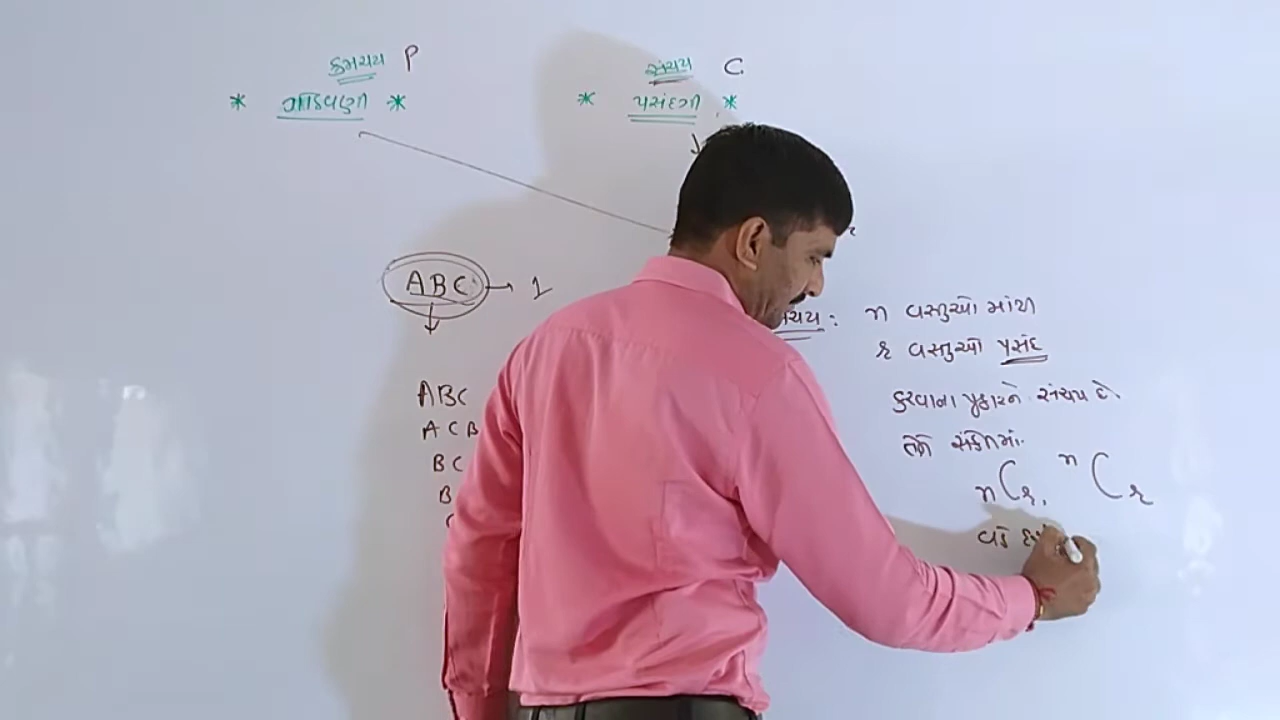 ક્રમચય P
* ગોઠવણી *
સંચય C
* પસંદગી *
ABC → 1
ABC
ACB
BC
B
ચય : n વસ્તુઓ માંથી
r વસ્તુઓ પસંદ
કરવાના પ્રકારને સંચય છે.
તેને સંકેતમાં
nCr, nCr
વડે